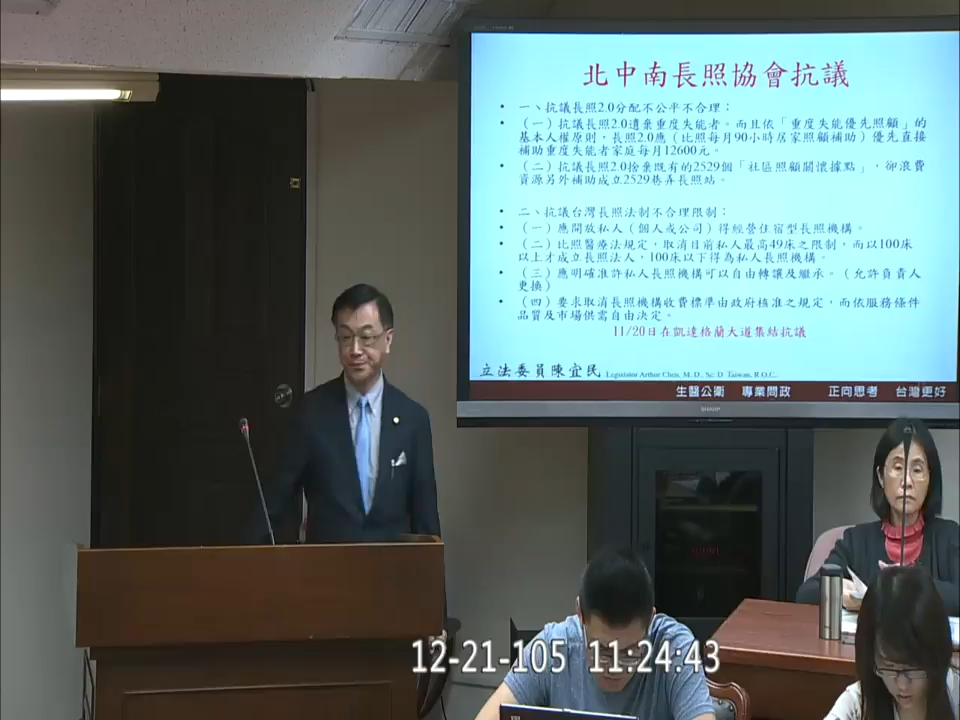 北中南長照協會抗議
• 一、抗議長照2.0分配不公平不合理：
• （一）抗議長照2.0遺棄重度失能者。而且依「重度失能優先照顧」的
基本人權原則，長照2.0應（比照每月90小時居家照顧補助）優先直接
補助重度失能者家庭每月12600元。
• （二）抗議長照2.0捨棄既有的2529個「社區照顧關懷據點」，卻浪費
資源另外補助成立2529巷弄長照站。
• 二、抗議台灣長照法制不合理限制：
• （一）應開放私人（個人或公司）得經營住宿型長照機構。
• （二）比照醫療法規定，取消目前私人最高49床之限制，而以100床
以上才成立長照法人，100床以下得為私人長照機構。
• （三）應明確准許私人長照機構可以自由轉讓及繼承。（允許負責人
更換）
• （四）要求取消長照機構收費標準由政府核准之規定，而依服務條件
品質及市場供需自由決定。
11/20日在凱達格蘭大道集結抗議
立法委員陳宜民 Legislator Arthur Chen, M. D., Sc. D. Taiwan, R.O.C.
生醫公衛 專業問政 正向思考 台灣更好
SHARP
12-21-105 11:24:43